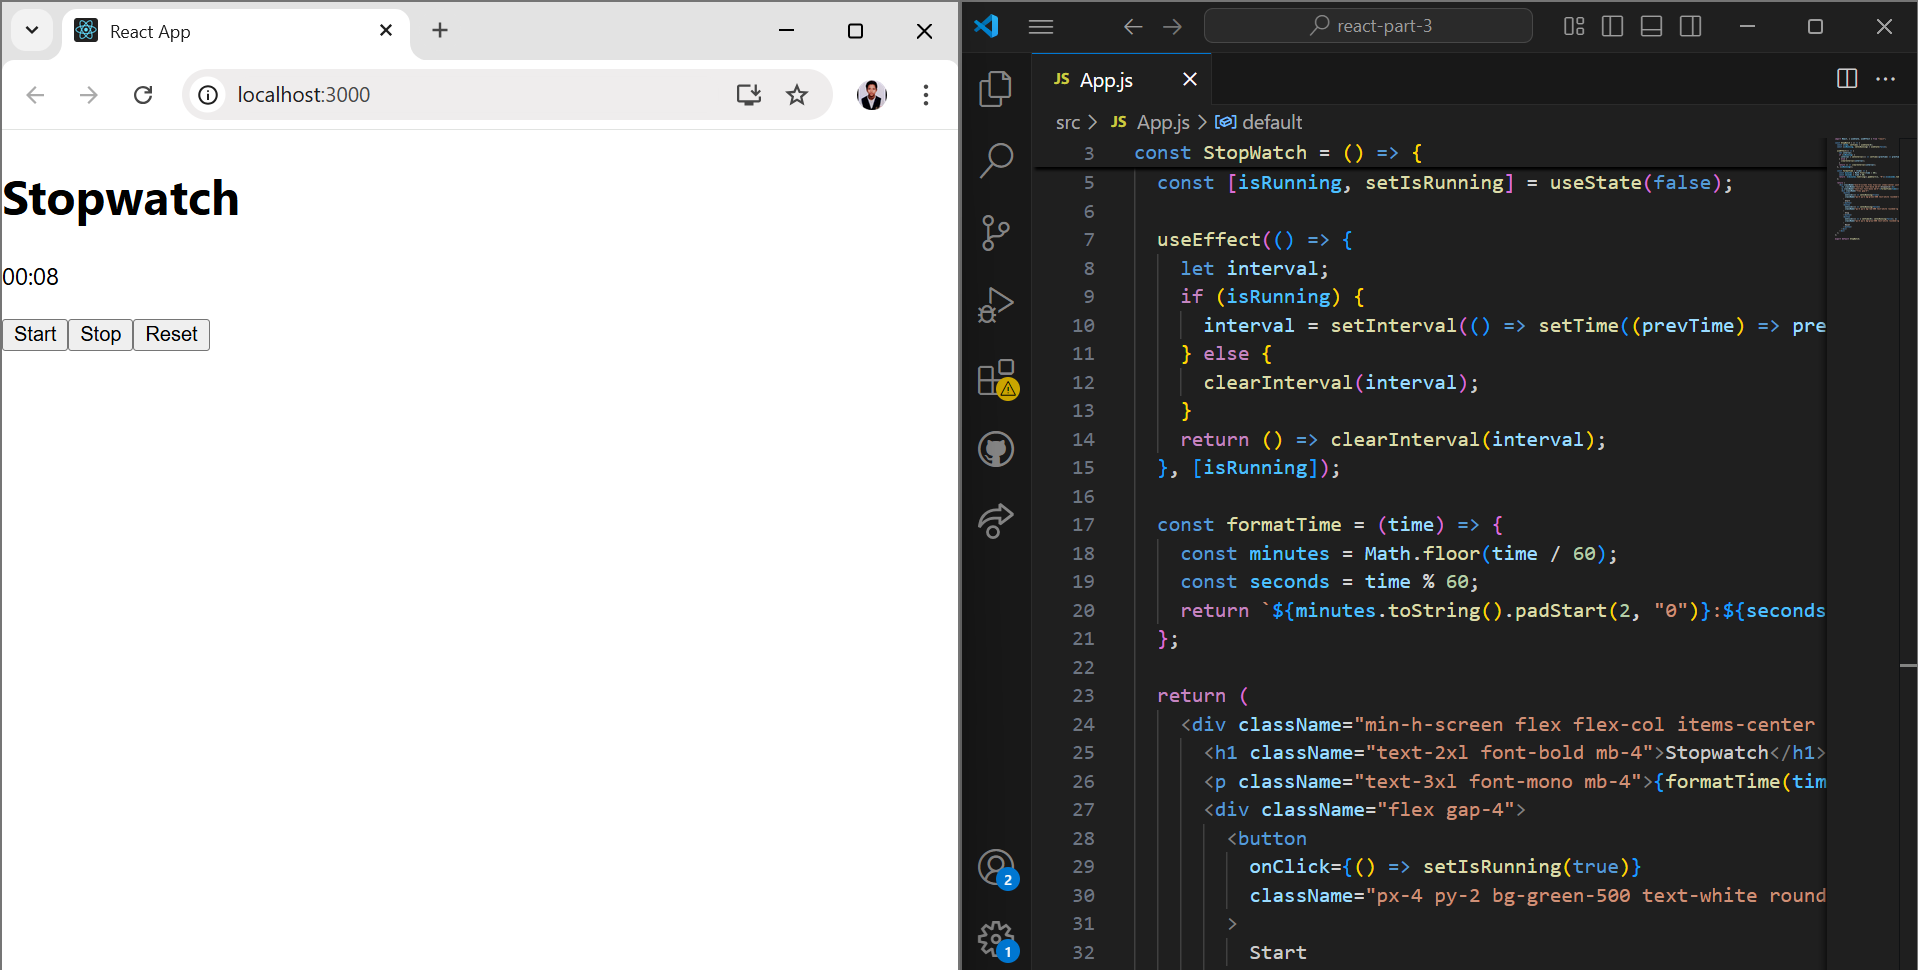 React App
localhost:3000
Stopwatch
00:08
Start Stop Reset
react-part-3
JS App.js
src > JS App.js > default
3 const StopWatch = () => {
5 const [isRunning, setIsRunning] = useState(false);
6
7 useEffect(() => {
8 let interval;
9 if (isRunning) {
10 interval = setInterval(() => setTime((prevTime) => pre
11 } else {
12 clearInterval(interval);
13 }
14 return () => clearInterval(interval);
15 }, [isRunning]);
16
17 const formatTime = (time) => {
18 const minutes = Math.floor(time / 60);
19 const seconds = time % 60;
20 return `${minutes.toString().padStart(2, "0")}:${seconds
21 };
22
23 return (
24 <div className="min-h-screen flex flex-col items-center
25 <h1 className="text-2xl font-bold mb-4">Stopwatch</h1>
26 <p className="text-3xl font-mono mb-4">{formatTime(tim
27 <div className="flex gap-4">
28 <button
29 onClick={() => setIsRunning(true)}
30 className="px-4 py-2 bg-green-500 text-white round
31 >
32 Start
2
1